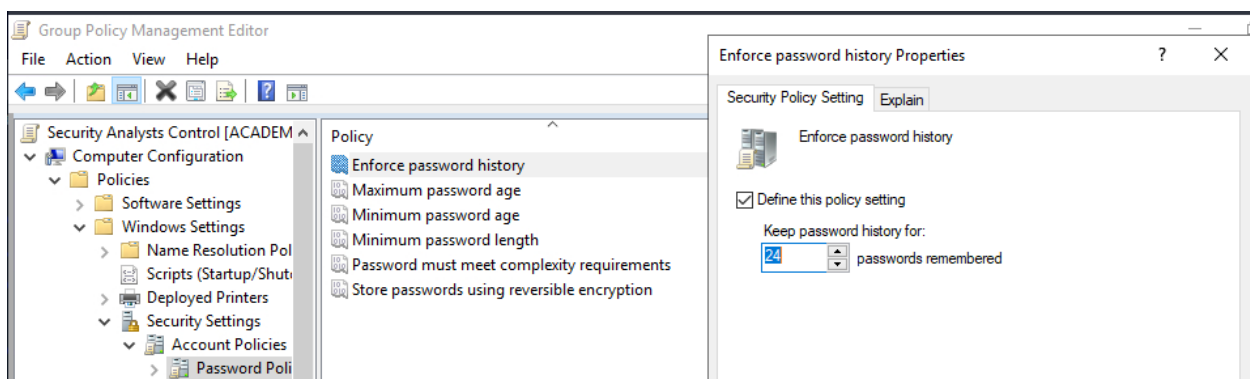 Group Policy Management Editor
File Action View Help
Security Analysts Control [ACADEM
Computer Configuration
Policies
Software Settings
Windows Settings
Name Resolution Pol
Scripts (Startup/Shut
Deployed Printers
Security Settings
Account Policies
Password Poli
Policy
Enforce password history
Maximum password age
Minimum password age
Minimum password length
Password must meet complexity requirements
Store passwords using reversible encryption
Enforce password history Properties ?
Security Policy Setting Explain
Enforce password history
Define this policy setting
Keep password history for:
24 passwords remembered